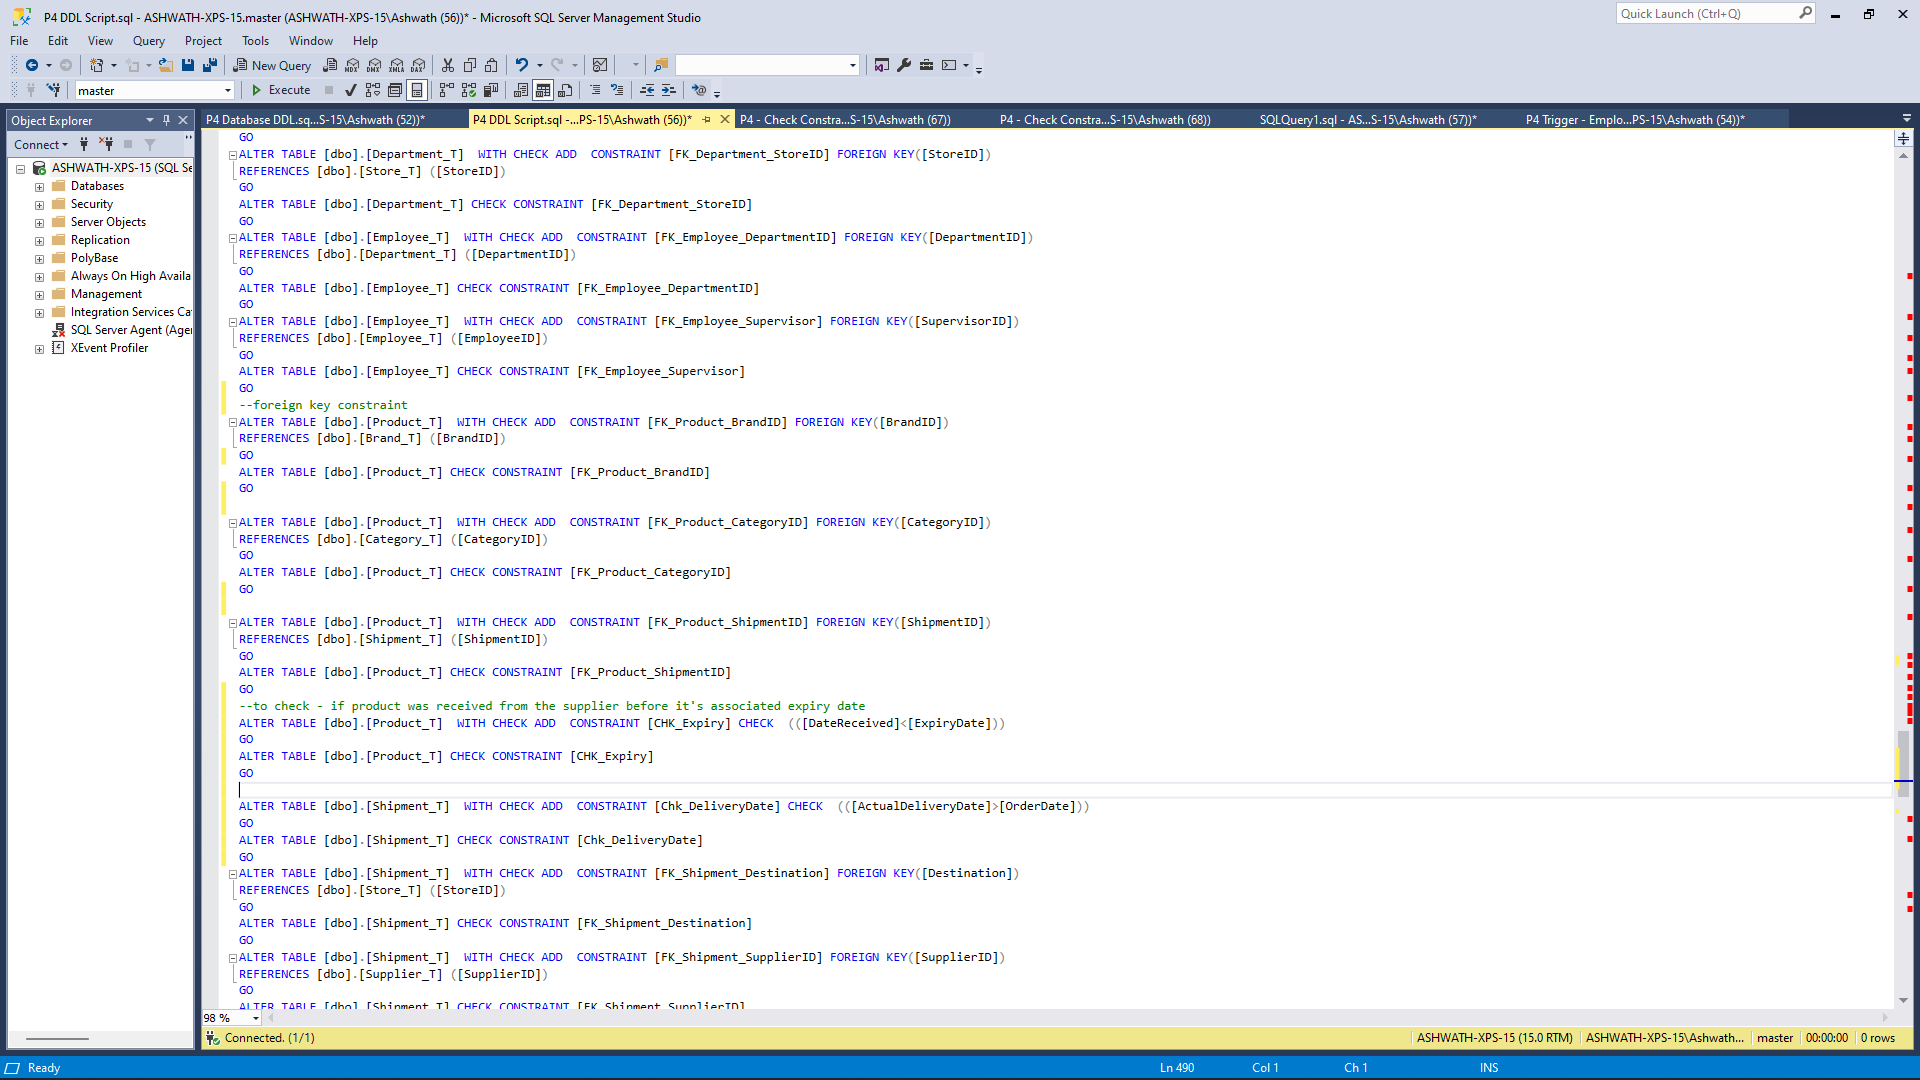 P4 DDL Script.sql - ASHWATH-XPS-15.master (ASHWATH-XPS-15\Ashwath (56))* - Microsoft SQL Server Management Studio
Quick Launch (Ctrl+Q)
File Edit View Query Project Tools Window Help
New Query
master Execute
Object Explorer
P4 Database DDL.sq...S-15\Ashwath (52))* P4 DDL Script.sql -...PS-15\Ashwath (56))* P4 - Check Constra...S-15\Ashwath (67)) P4 - Check Constra...S-15\Ashwath (68)) SQLQuery1.sql - AS...S-15\Ashwath (57))* P4 Trigger - Emplo...PS-15\Ashwath (54))*
Connect
ASHWATH-XPS-15 (SQL Se
Databases
Security
Server Objects
Replication
PolyBase
Always On High Availa
Management
Integration Services Ca
SQL Server Agent (Ager
XEvent Profiler
GO
ALTER TABLE [dbo].[Department_T]  WITH CHECK ADD  CONSTRAINT [FK_Department_StoreID] FOREIGN KEY([StoreID])
REFERENCES [dbo].[Store_T] ([StoreID])
GO
ALTER TABLE [dbo].[Department_T] CHECK CONSTRAINT [FK_Department_StoreID]
GO
ALTER TABLE [dbo].[Employee_T]  WITH CHECK ADD  CONSTRAINT [FK_Employee_DepartmentID] FOREIGN KEY([DepartmentID])
REFERENCES [dbo].[Department_T] ([DepartmentID])
GO
ALTER TABLE [dbo].[Employee_T] CHECK CONSTRAINT [FK_Employee_DepartmentID]
GO
ALTER TABLE [dbo].[Employee_T]  WITH CHECK ADD  CONSTRAINT [FK_Employee_Supervisor] FOREIGN KEY([SupervisorID])
REFERENCES [dbo].[Employee_T] ([EmployeeID])
GO
ALTER TABLE [dbo].[Employee_T] CHECK CONSTRAINT [FK_Employee_Supervisor]
GO
--foreign key constraint
ALTER TABLE [dbo].[Product_T]  WITH CHECK ADD  CONSTRAINT [FK_Product_BrandID] FOREIGN KEY([BrandID])
REFERENCES [dbo].[Brand_T] ([BrandID])
GO
ALTER TABLE [dbo].[Product_T] CHECK CONSTRAINT [FK_Product_BrandID]
GO
ALTER TABLE [dbo].[Product_T]  WITH CHECK ADD  CONSTRAINT [FK_Product_CategoryID] FOREIGN KEY([CategoryID])
REFERENCES [dbo].[Category_T] ([CategoryID])
GO
ALTER TABLE [dbo].[Product_T] CHECK CONSTRAINT [FK_Product_CategoryID]
GO
ALTER TABLE [dbo].[Product_T]  WITH CHECK ADD  CONSTRAINT [FK_Product_ShipmentID] FOREIGN KEY([ShipmentID])
REFERENCES [dbo].[Shipment_T] ([ShipmentID])
GO
ALTER TABLE [dbo].[Product_T] CHECK CONSTRAINT [FK_Product_ShipmentID]
GO
--to check - if product was received from the supplier before it's associated expiry date
ALTER TABLE [dbo].[Product_T]  WITH CHECK ADD  CONSTRAINT [CHK_Expiry] CHECK  (([DateReceived]<[ExpiryDate]))
GO
ALTER TABLE [dbo].[Product_T] CHECK CONSTRAINT [CHK_Expiry]
GO
ALTER TABLE [dbo].[Shipment_T]  WITH CHECK ADD  CONSTRAINT [Chk_DeliveryDate] CHECK  (([ActualDeliveryDate]>[OrderDate]))
GO
ALTER TABLE [dbo].[Shipment_T] CHECK CONSTRAINT [Chk_DeliveryDate]
GO
ALTER TABLE [dbo].[Shipment_T]  WITH CHECK ADD  CONSTRAINT [FK_Shipment_Destination] FOREIGN KEY([Destination])
REFERENCES [dbo].[Store_T] ([StoreID])
GO
ALTER TABLE [dbo].[Shipment_T] CHECK CONSTRAINT [FK_Shipment_Destination]
GO
ALTER TABLE [dbo].[Shipment_T]  WITH CHECK ADD  CONSTRAINT [FK_Shipment_SupplierID] FOREIGN KEY([SupplierID])
REFERENCES [dbo].[Supplier_T] ([SupplierID])
GO
ALTER TABLE [dbo].[Shipment_T] CHECK CONSTRAINT [FK_Shipment_SupplierID]
98 %
Connected. (1/1) ASHWATH-XPS-15 (15.0 RTM) ASHWATH-XPS-15\Ashwath... master 00:00:00 0 rows
Ready Ln 490 Col 1 Ch 1 INS